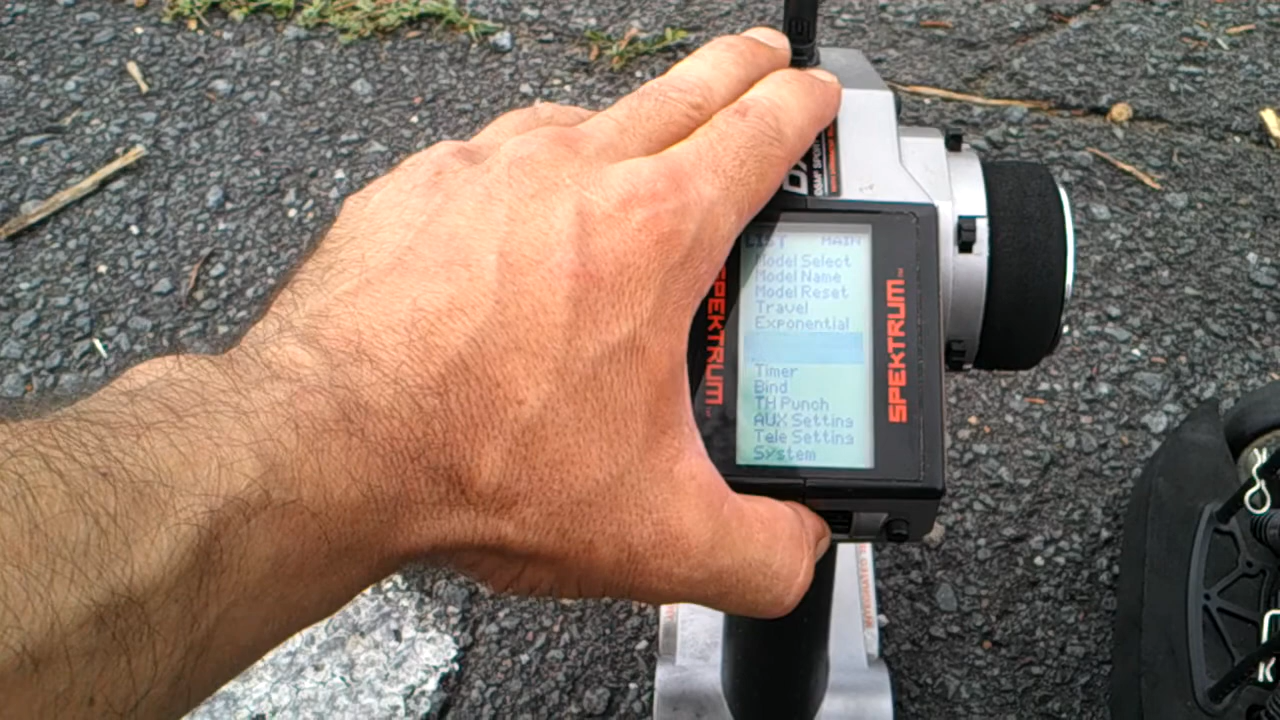 LIST MAIN
Model Select
Model Name
Model Reset
Travel
Exponential
Timer
Bind
TH Punch
AUX Setting
Tele Setting
System
SPEKTRUM
SPEKTRUM